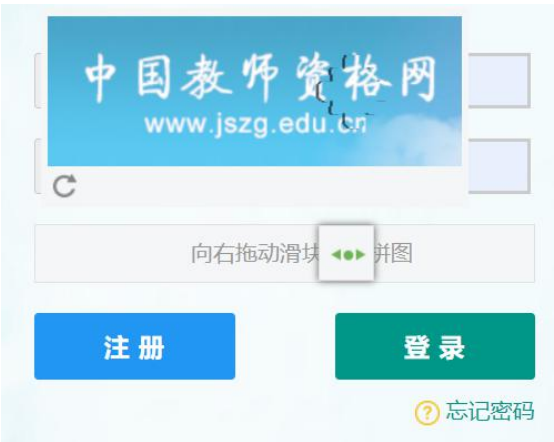 中国教师资格网
www.jszg.edu.cn
向右拖动滑块 拼图
注册
登录
? 忘记密码